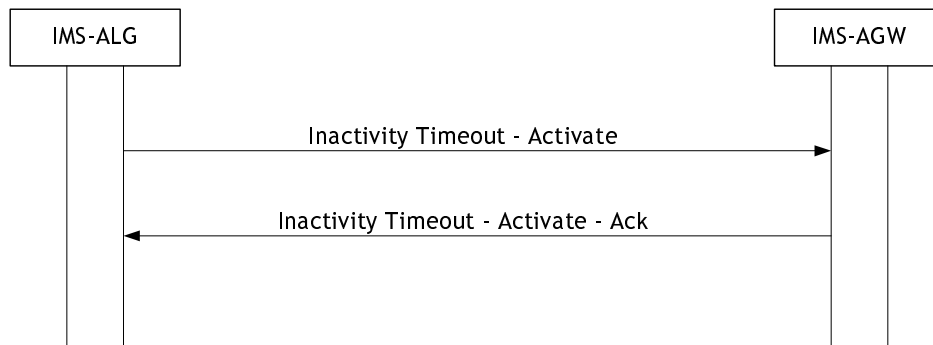 IMS-ALG
IMS-AGW
Inactivity Timeout - Activate
Inactivity Timeout - Activate - Ack